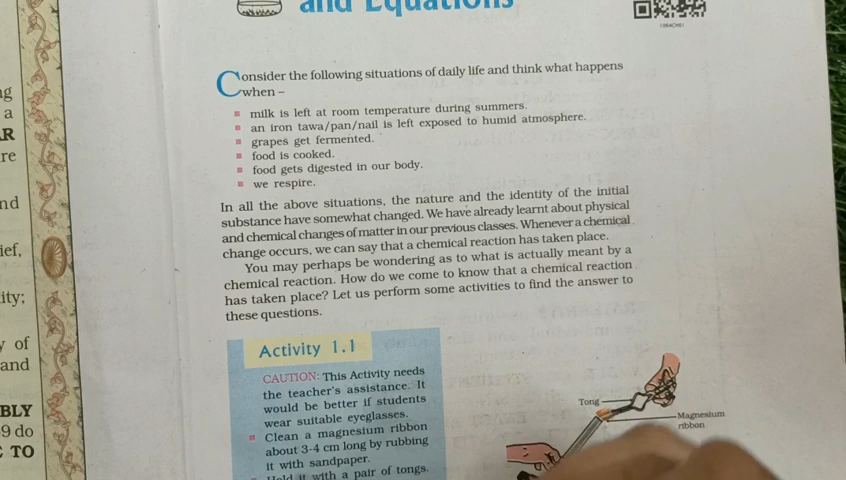 ng
a
AR
re
nd
ief,
ity;
y of
and
BLY
9 do
TO
and Equations
Consider the following situations of daily life and think what happens
when –
milk is left at room temperature during summers.
an iron tawa/pan/nail is left exposed to humid atmosphere.
grapes get fermented.
food is cooked.
food gets digested in our body.
we respire.
In all the above situations, the nature and the identity of the initial
substance have somewhat changed. We have already learnt about physical
and chemical changes of matter in our previous classes. Whenever a chemical
change occurs, we can say that a chemical reaction has taken place.
You may perhaps be wondering as to what is actually meant by a
chemical reaction. How do we come to know that a chemical reaction
has taken place? Let us perform some activities to find the answer to
these questions.
Activity 1.1
CAUTION: This Activity needs
the teacher's assistance. It
would be better if students
wear suitable eyeglasses.
Clean a magnesium ribbon
about 3-4 cm long by rubbing
it with sandpaper.
Hold it with a pair of tongs.
Tong
Magnesium
ribbon